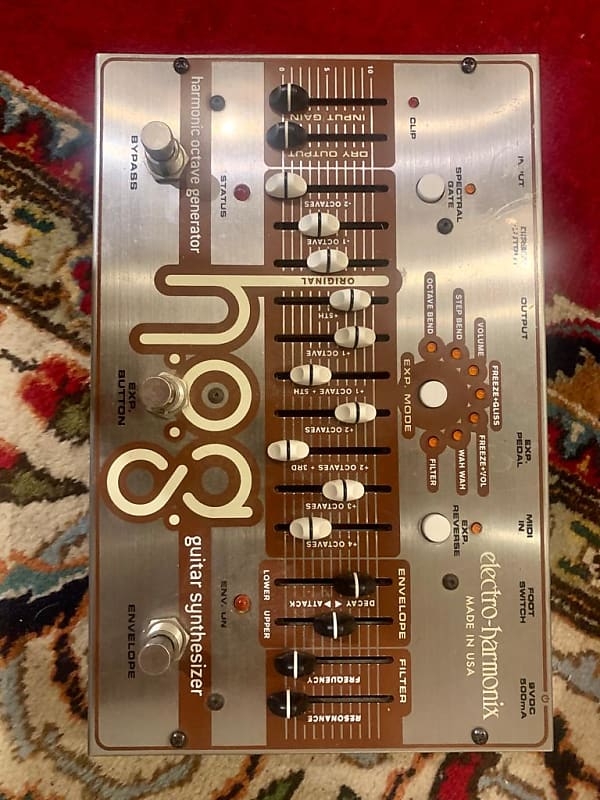 INPUT
OUTPUT
EXP. PEDAL
MIDI IN
FOOT SWITCH
9VDC
500mA
SPECTRAL GATE
CLIP
OCTAVE BEND
STEP BEND
VOLUME
FREEZE+GLISS
FREEZE+VOL
WAH WAH
FILTER
EXP. MODE
EXP. REVERSE
electro-harmonix
MADE IN USA
0
5
10
INPUT GAIN
DRY OUTPUT
-2 OCTAVES
-1 OCTAVE
ORIGINAL
+5TH
+1 OCTAVE
+1 OCTAVE + 5TH
+2 OCTAVES
+2 OCTAVES + 3RD
+3 OCTAVES
+4 OCTAVES
ENVELOPE
LOWER
DECAY ◀ ▶ ATTACK
UPPER
FILTER
FREQUENCY
RESONANCE
STATUS
ENV. ON
h.o.g.
harmonic octave generator
guitar synthesizer
BYPASS
EXP. BUTTON
ENVELOPE